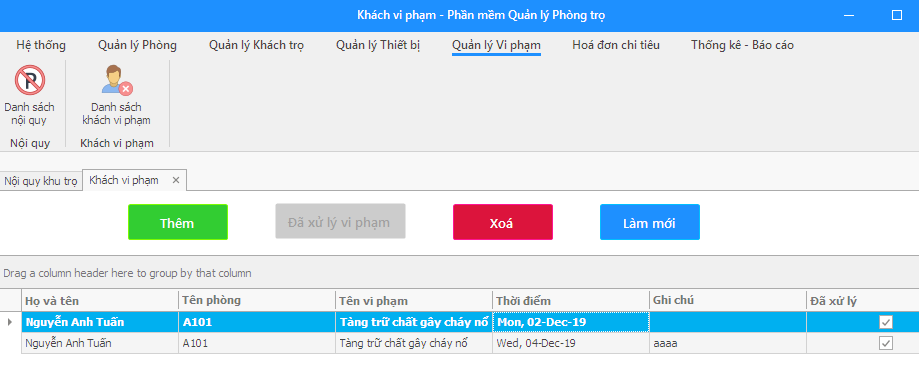 Khách vi phạm - Phần mềm Quản lý Phòng trọ
Hệ thống Quản lý Phòng Quản lý Khách trọ Quản lý Thiết bị Quản lý Vi phạm Hoá đơn chi tiêu Thống kê - Báo cáo
Danh sách nội quy
Danh sách khách vi phạm
Nội quy Khách vi phạm
Nội quy khu trọ Khách vi phạm ×
Thêm Đã xử lý vi phạm Xoá Làm mới
Drag a column header here to group by that column
Họ và tên Tên phòng Tên vi phạm Thời điểm Ghi chú Đã xử lý
Nguyễn Anh Tuấn A101 Tàng trữ chất gây cháy nổ Mon, 02-Dec-19
Nguyễn Anh Tuấn A101 Tàng trữ chất gây cháy nổ Wed, 04-Dec-19 aaaa